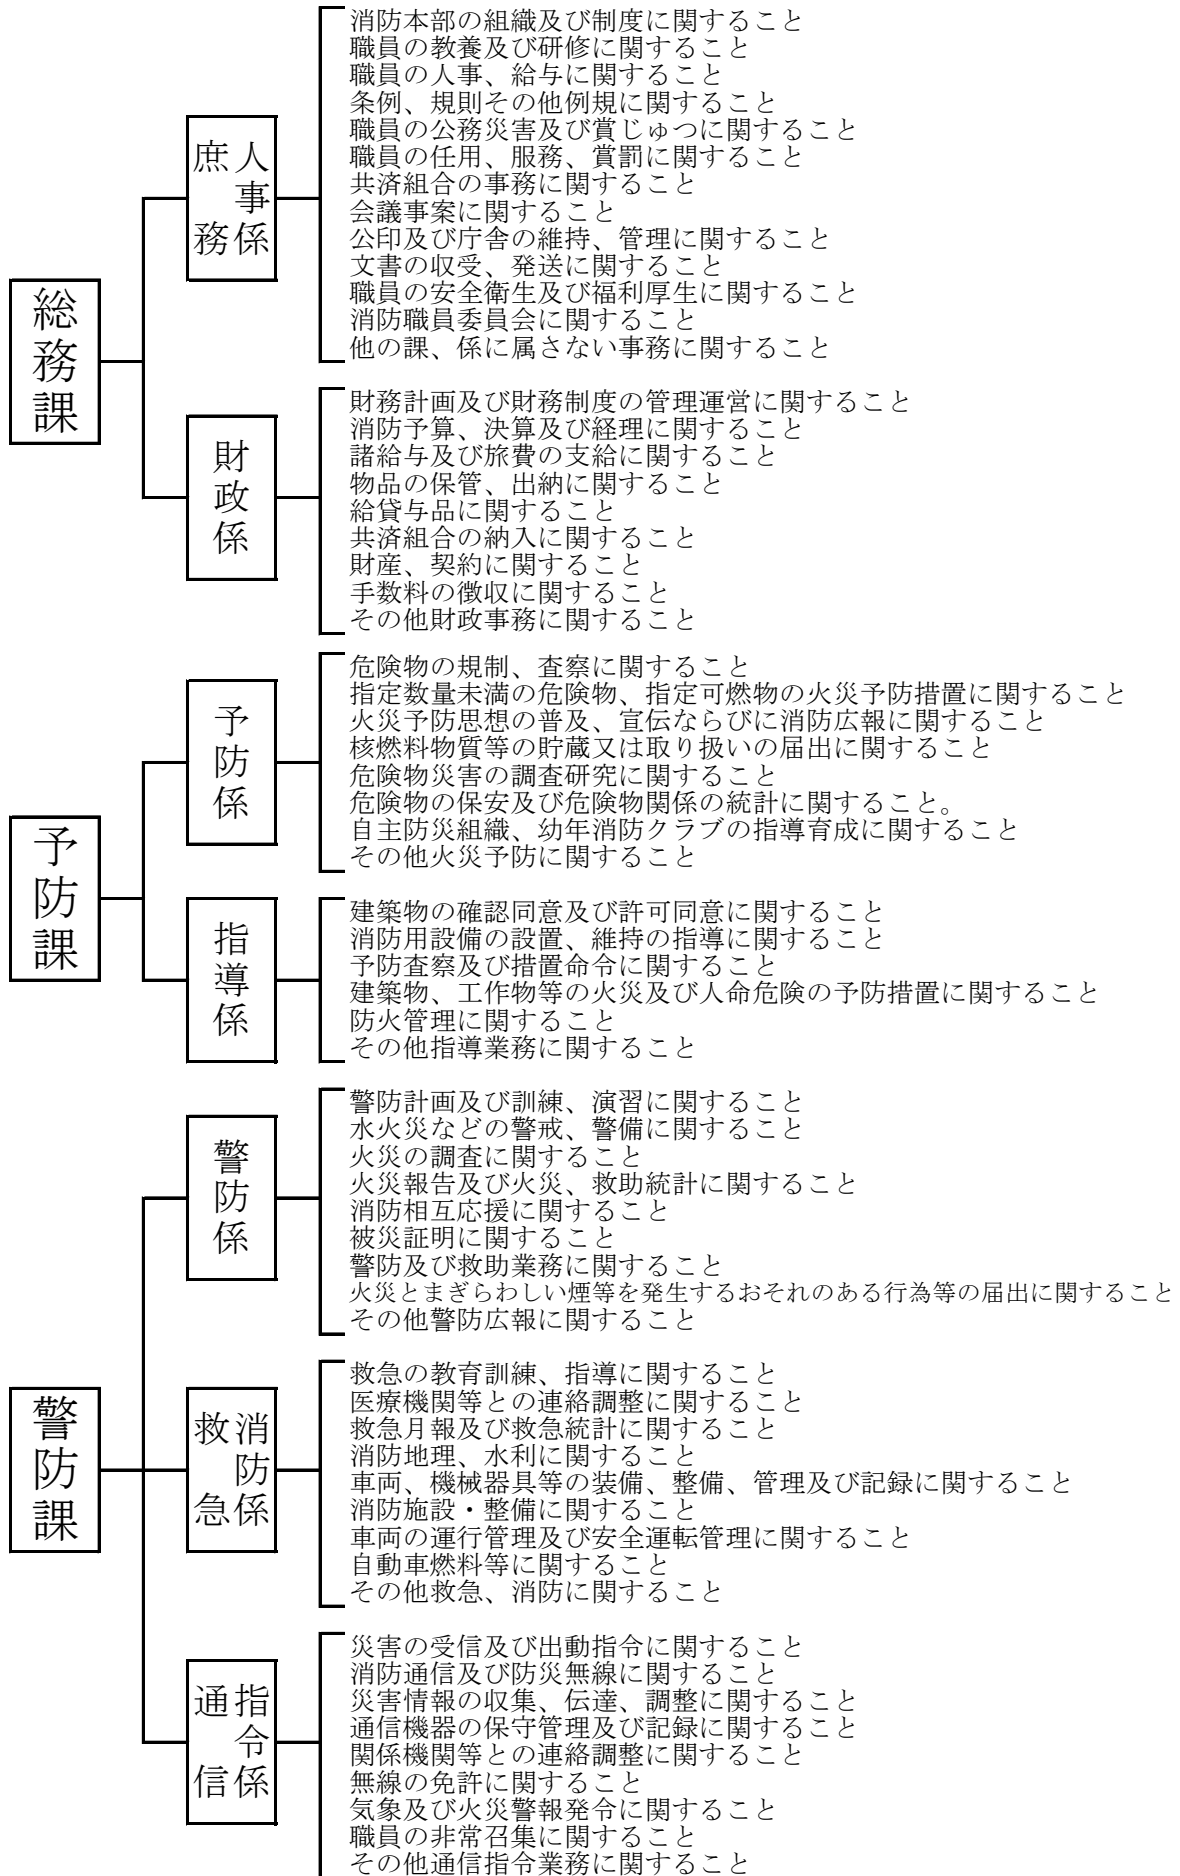 総務課
庶務人事係
消防本部の組織及び制度に関すること
職員の教養及び研修に関すること
職員の人事、給与に関すること
条例、規則その他例規に関すること
職員の公務災害及び賞じゅつに関すること
職員の任用、服務、賞罰に関すること
共済組合の事務に関すること
会議事案に関すること
公印及び庁舎の維持、管理に関すること
文書の収受、発送に関すること
職員の安全衛生及び福利厚生に関すること
消防職員委員会に関すること
他の課、係に属さない事務に関すること
財政係
財務計画及び財務制度の管理運営に関すること
消防予算、決算及び経理に関すること
諸給与及び旅費の支給に関すること
物品の保管、出納に関すること
給貸与品に関すること
共済組合の納入に関すること
財産、契約に関すること
手数料の徴収に関すること
その他財政事務に関すること
予防課
予防係
危険物の規制、査察に関すること
指定数量未満の危険物、指定可燃物の火災予防措置に関すること
火災予防思想の普及、宣伝ならびに消防広報に関すること
核燃料物質等の貯蔵又は取り扱いの届出に関すること
危険物災害の調査研究に関すること
危険物の保安及び危険物関係の統計に関すること。
自主防災組織、幼年消防クラブの指導育成に関すること
その他火災予防に関すること
指導係
建築物の確認同意及び許可同意に関すること
消防用設備の設置、維持の指導に関すること
予防査察及び措置命令に関すること
建築物、工作物等の火災及び人命危険の予防措置に関すること
防火管理に関すること
その他指導業務に関すること
警防課
警防係
警防計画及び訓練、演習に関すること
水火災などの警戒、警備に関すること
火災の調査に関すること
火災報告及び火災、救助統計に関すること
消防相互応援に関すること
被災証明に関すること
警防及び救助業務に関すること
火災とまぎらわしい煙等を発生するおそれのある行為等の届出に関すること
その他警防広報に関すること
救急消防係
救急の教育訓練、指導に関すること
医療機関等との連絡調整に関すること
救急月報及び救急統計に関すること
消防地理、水利に関すること
車両、機械器具等の装備、整備、管理及び記録に関すること
消防施設・整備に関すること
車両の運行管理及び安全運転管理に関すること
自動車燃料等に関すること
その他救急、消防に関すること
通信指令係
災害の受信及び出動指令に関すること
消防通信及び防災無線に関すること
災害情報の収集、伝達、調整に関すること
通信機器の保守管理及び記録に関すること
関係機関等との連絡調整に関すること
無線の免許に関すること
気象及び火災警報発令に関すること
職員の非常召集に関すること
その他通信指令業務に関すること